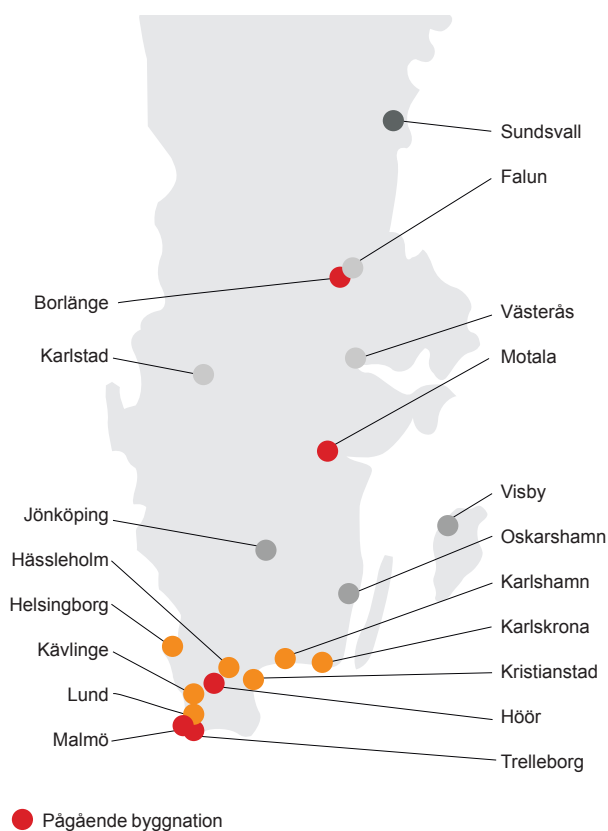 Sundsvall
Falun
Borlänge
Västerås
Karlstad
Motala
Visby
Jönköping
Oskarshamn
Hässleholm
Karlshamn
Helsingborg
Karlskrona
Kävlinge
Kristianstad
Lund
Höör
Malmö
Trelleborg
Pågående byggnation